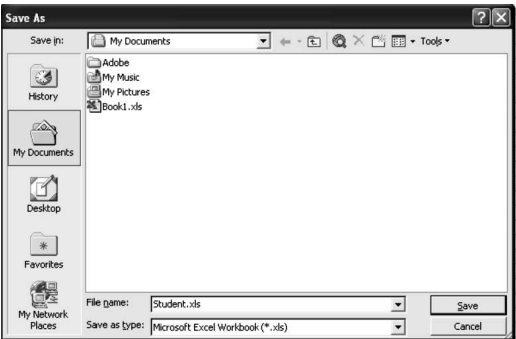 Save As
Save in:
My Documents
Tools
History
My Documents
Desktop
Favorites
My Network
Places
Adobe
My Music
My Pictures
Book1.xls
File name:
Student.xls
Save
Save as type:
Microsoft Excel Workbook (*.xls)
Cancel